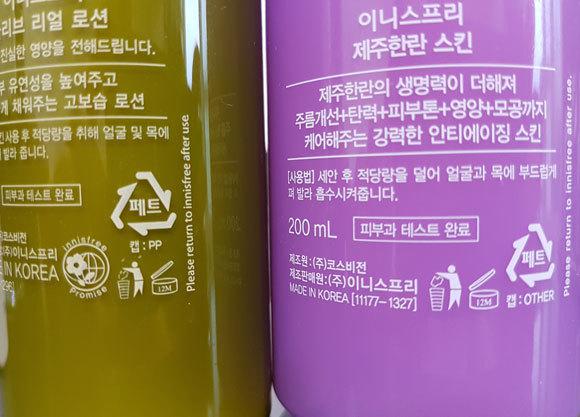 리브 리얼 로션
진실한 영양을 전해드립니다.
유연성을 높여주고
게 채워주는 고보습 로션
사용 후 적당량을 취해 얼굴 및 목에
발라 줍니다.
피부과 테스트 완료
페트
캡 : PP
(주)코스비전
(주)이니스프리
IN KOREA
innisfree
Promise
12M
Please return to innisfree after use
이니스프리
제주한란 스킨
제주한란의 생명력이 더해져
주름개선+탄력+피부톤+영양+모공까지
케어해주는 강력한 안티에이징 스킨
[사용법] 세안 후 적당량을 덜어 얼굴과 목에 부드럽게
펴 발라 흡수시켜줍니다.
200 mL
피부과 테스트 완료
제조원 : (주)코스비전
제조판매원 : (주)이니스프리
MADE IN KOREA [11177-1327]
12M
페트
캡 : OTHER
Please return to innisfree after use.